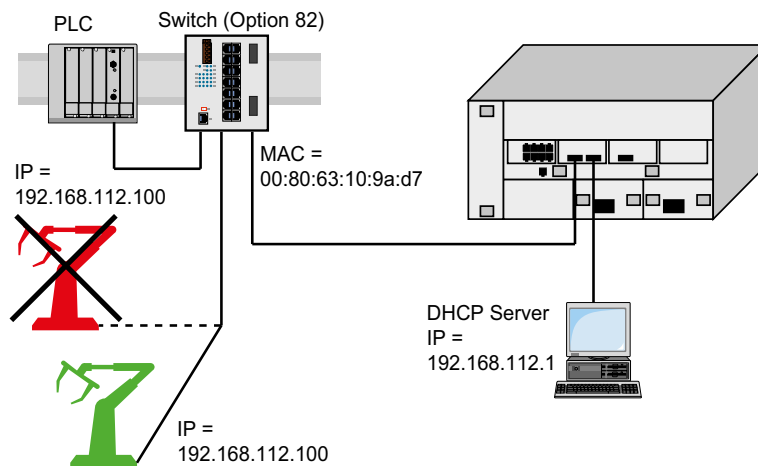 PLC
Switch (Option 82)
MAC =
00:80:63:10:9a:d7
IP =
192.168.112.100
DHCP Server
IP =
192.168.112.1
IP =
192.168.112.100